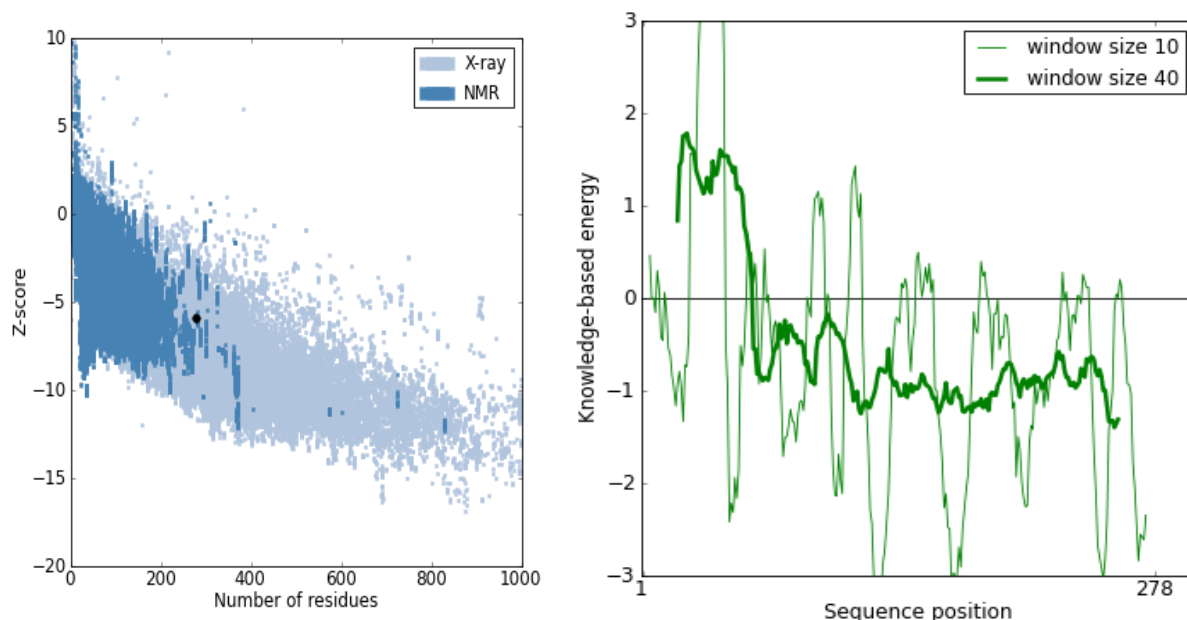 10
5
0
−5
−10
−15
−20
Z-score
X-ray
NMR
0
200
400
600
800
1000
Number of residues
3
2
1
0
−1
−2
−3
Knowledge-based energy
window size 10
window size 40
1
278
Sequence position